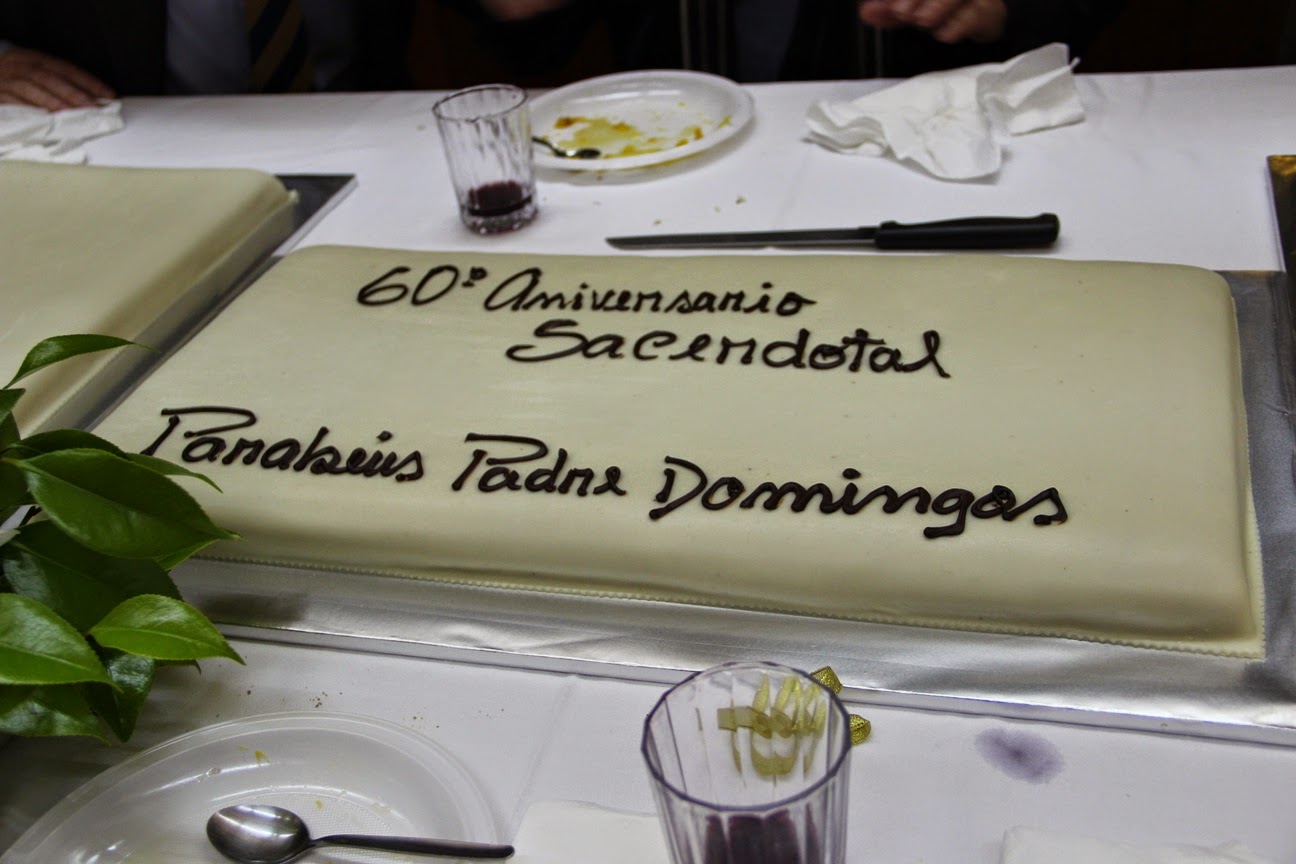 60º Aniversario
Sacerdotal
Parabéns Padre Domingos